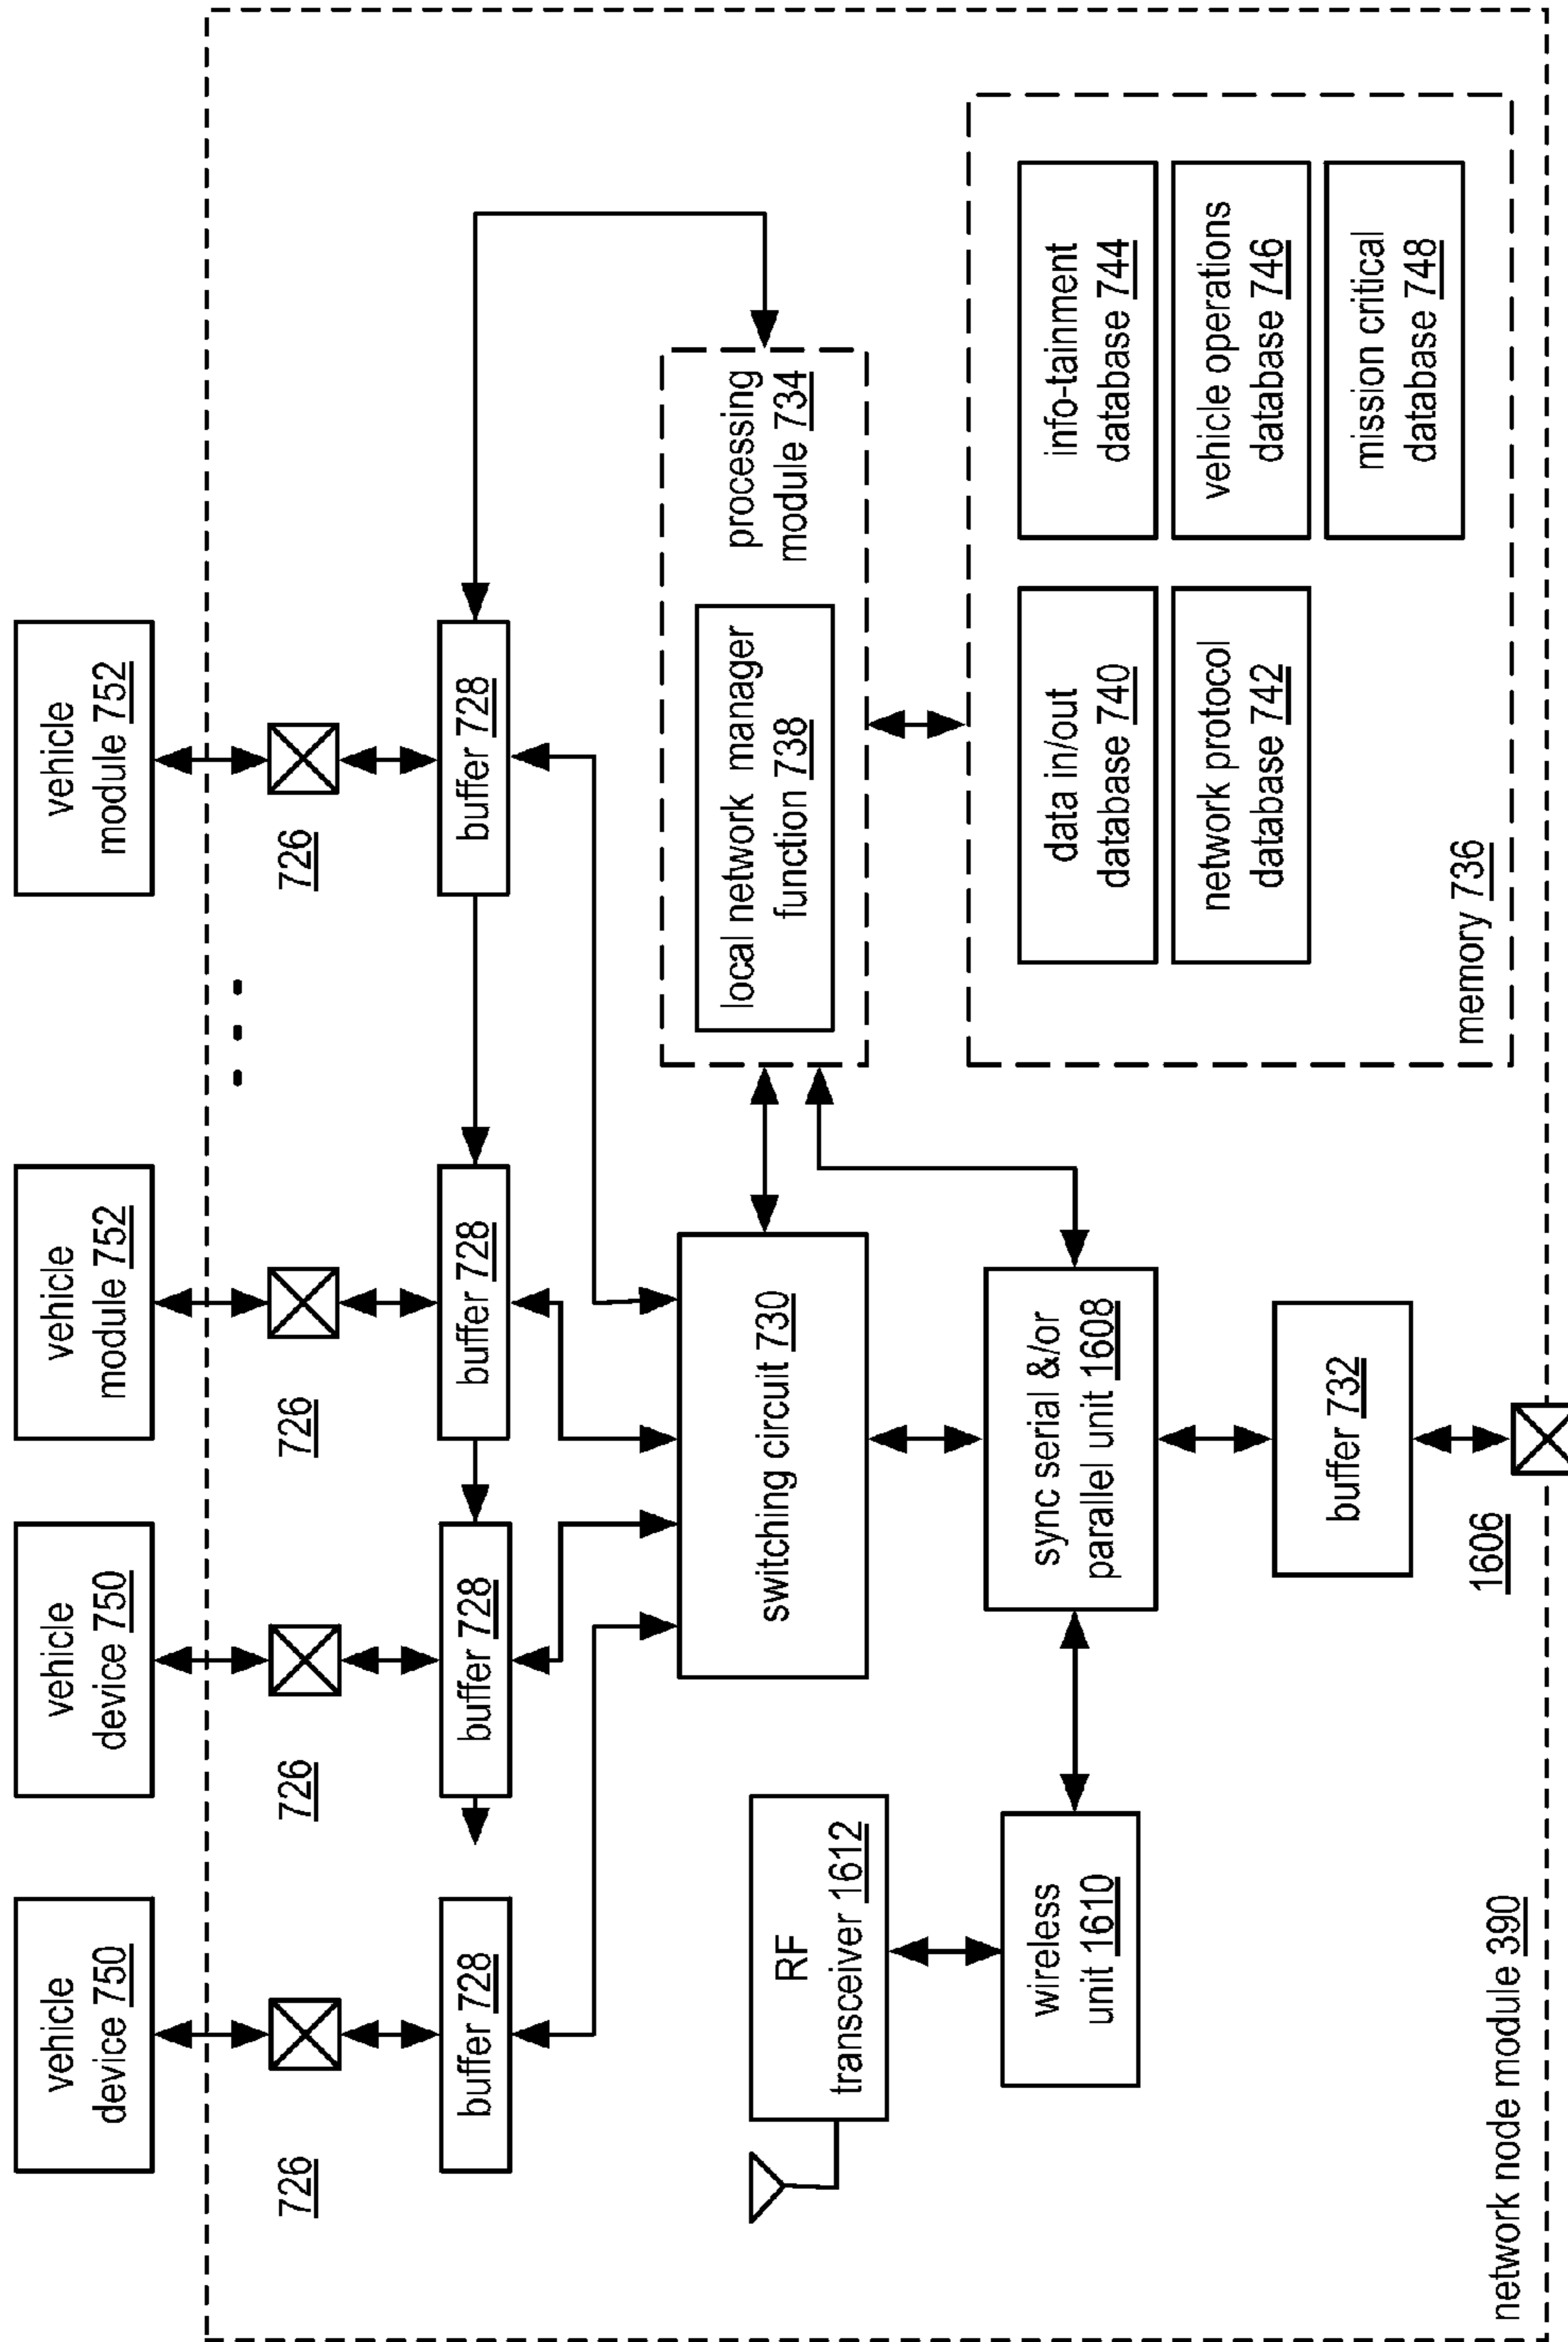 vehicle
device 750
vehicle
device 750
vehicle
module 752
vehicle
module 752
726
726
726
726
. . .
buffer 728
buffer 728
buffer 728
buffer 728
RF
transceiver 1612
switching circuit 730
local network manager
function 738
processing
module 734
wireless
unit 1610
sync serial &/or
parallel unit 1608
data in/out
database 740
info-tainment
database 744
network protocol
database 742
vehicle operations
database 746
mission critical
database 748
buffer 732
memory 736
network node module 390
1606